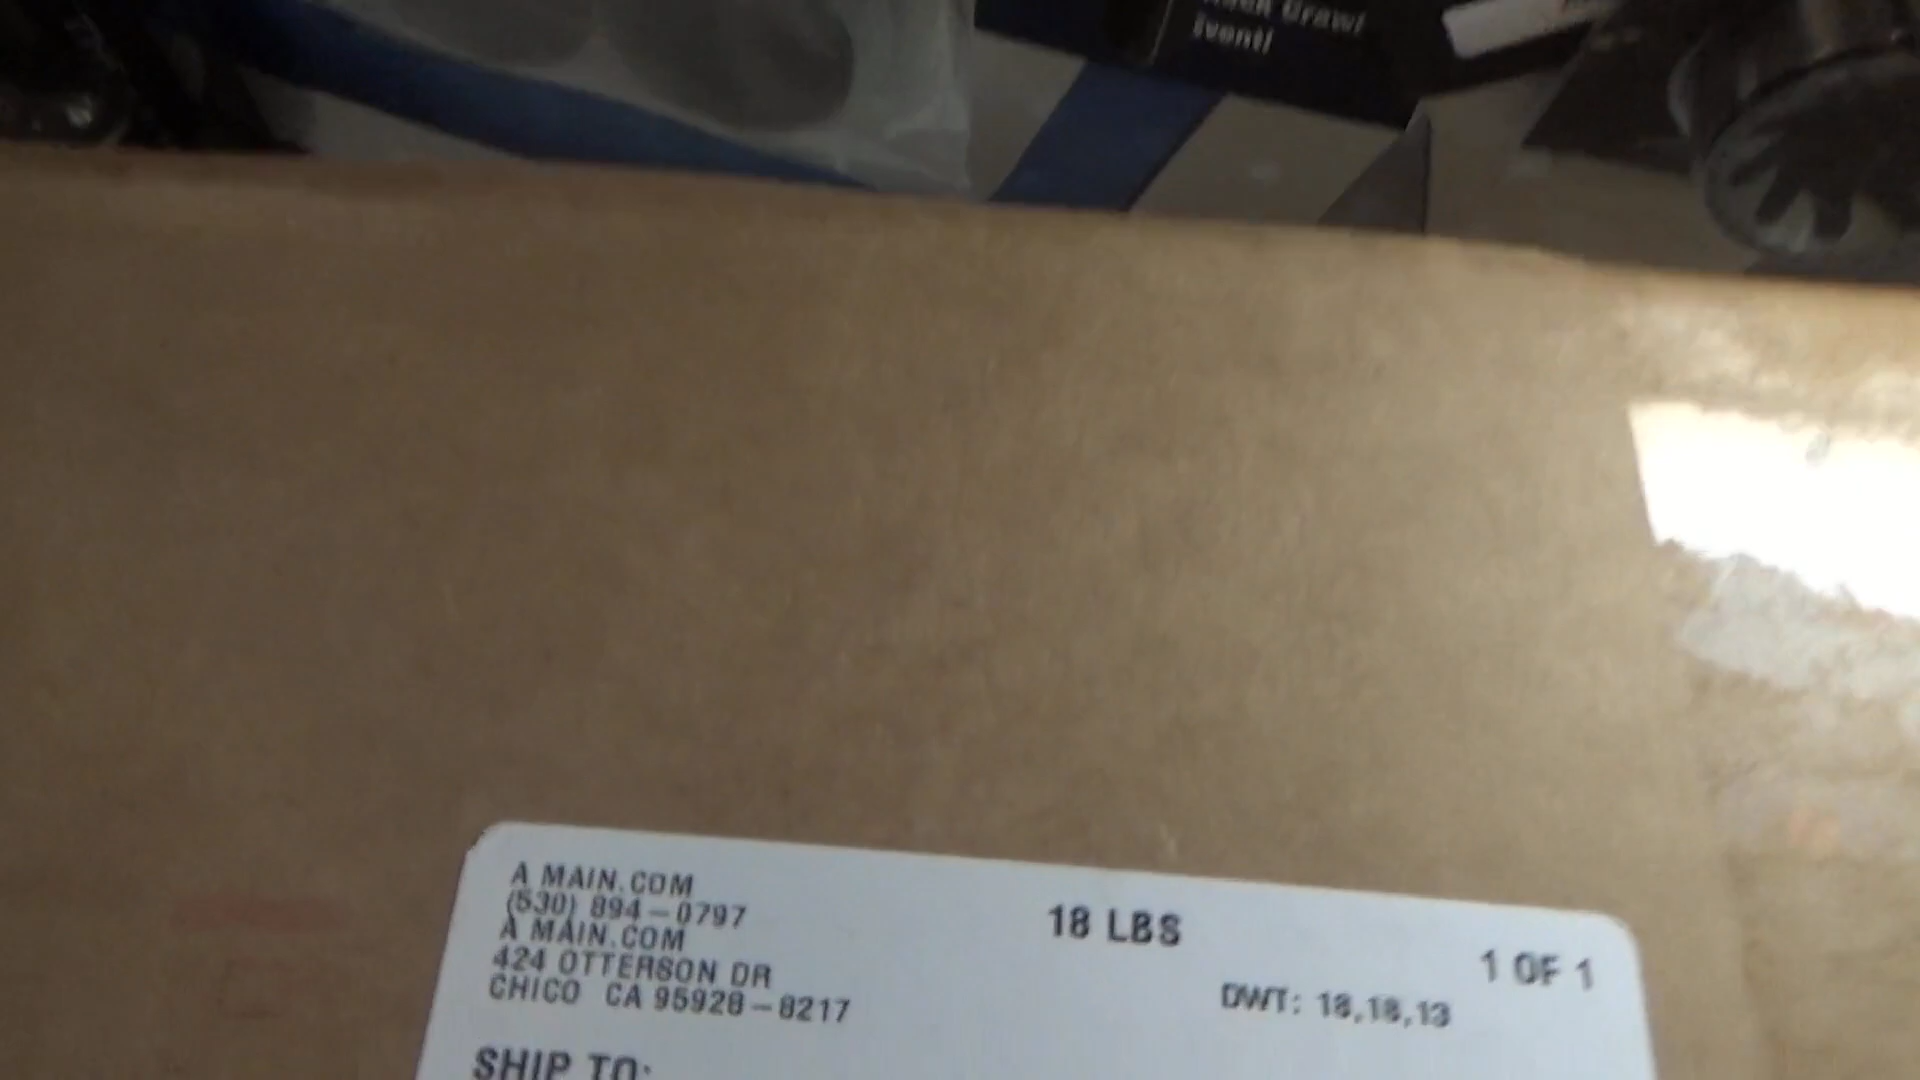 Crawl
A MAIN.COM
(530) 894-0797
A MAIN.COM
424 OTTERSON DR
CHICO CA 95928-8217
18 LBS
1 OF 1
DWT: 18,18,13
SHIP TO: